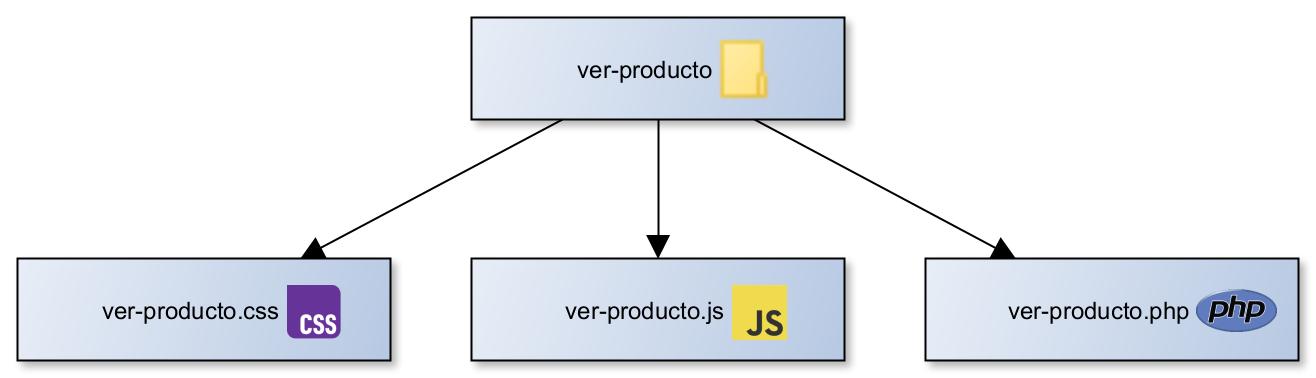 ver-producto
ver-producto.css CSS
ver-producto.js JS
ver-producto.php php